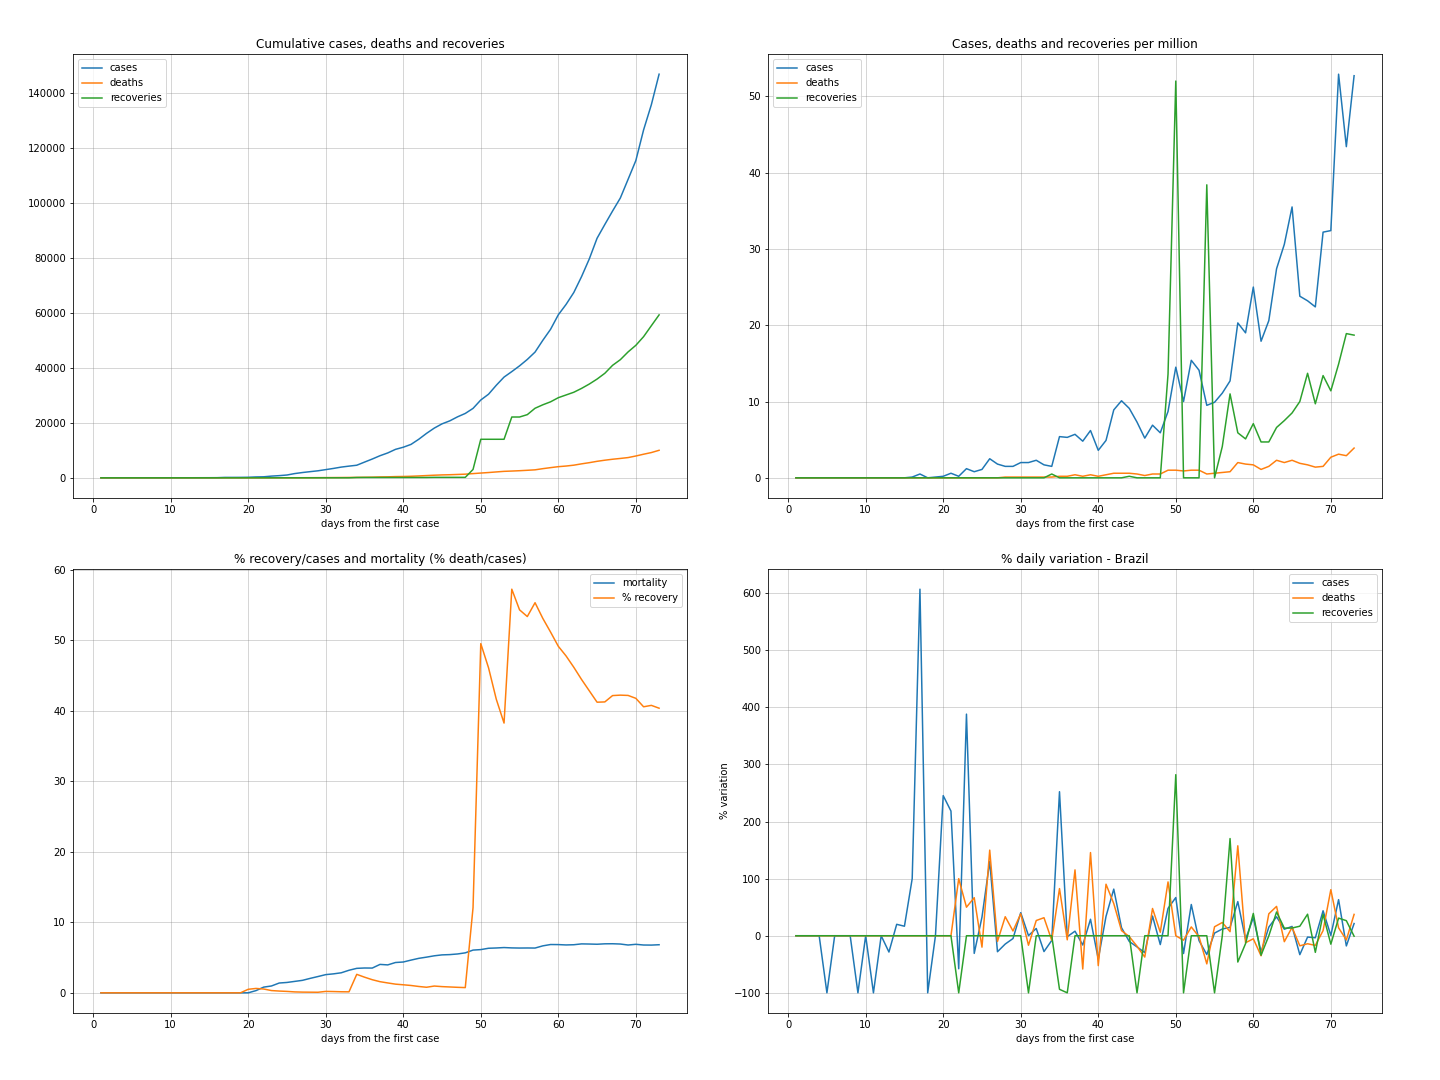 Cumulative cases, deaths and recoveries
cases
deaths
recoveries
140000
120000
100000
80000
60000
40000
20000
0
0 10 20 30 40 50 60 70
days from the first case
Cases, deaths and recoveries per million
cases
deaths
recoveries
50
40
30
20
10
0
0 10 20 30 40 50 60 70
days from the first case
% recovery/cases and mortality (% death/cases)
mortality
% recovery
60
50
40
30
20
10
0
0 10 20 30 40 50 60 70
days from the first case
% daily variation - Brazil
cases
deaths
recoveries
% variation
600
500
400
300
200
100
0
−100
0 10 20 30 40 50 60 70
days from the first case